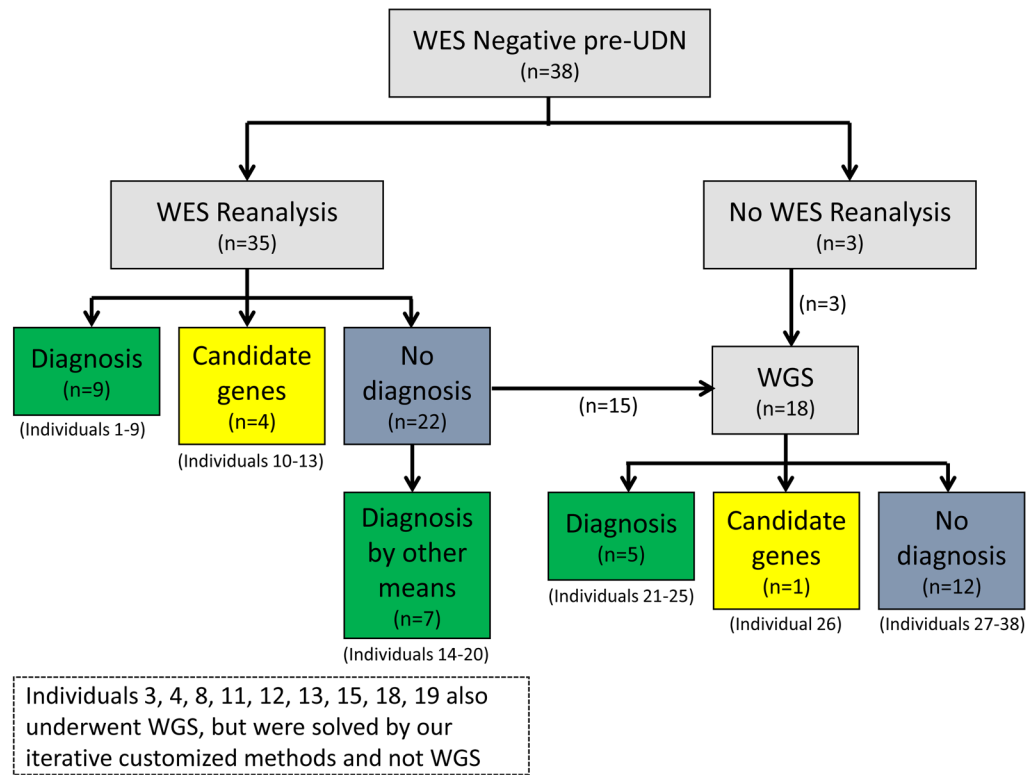 WES Negative pre-UDN
(n=38)
WES Reanalysis
(n=35)
No WES Reanalysis
(n=3)
(n=3)
Diagnosis
(n=9)
(Individuals 1-9)
Candidate
genes
(n=4)
(Individuals 10-13)
No
diagnosis
(n=22)
(n=15)
WGS
(n=18)
Diagnosis
by other
means
(n=7)
(Individuals 14-20)
Diagnosis
(n=5)
(Individuals 21-25)
Candidate
genes
(n=1)
(Individual 26)
No
diagnosis
(n=12)
(Individuals 27-38)
Individuals 3, 4, 8, 11, 12, 13, 15, 18, 19 also
underwent WGS, but were solved by our
iterative customized methods and not WGS